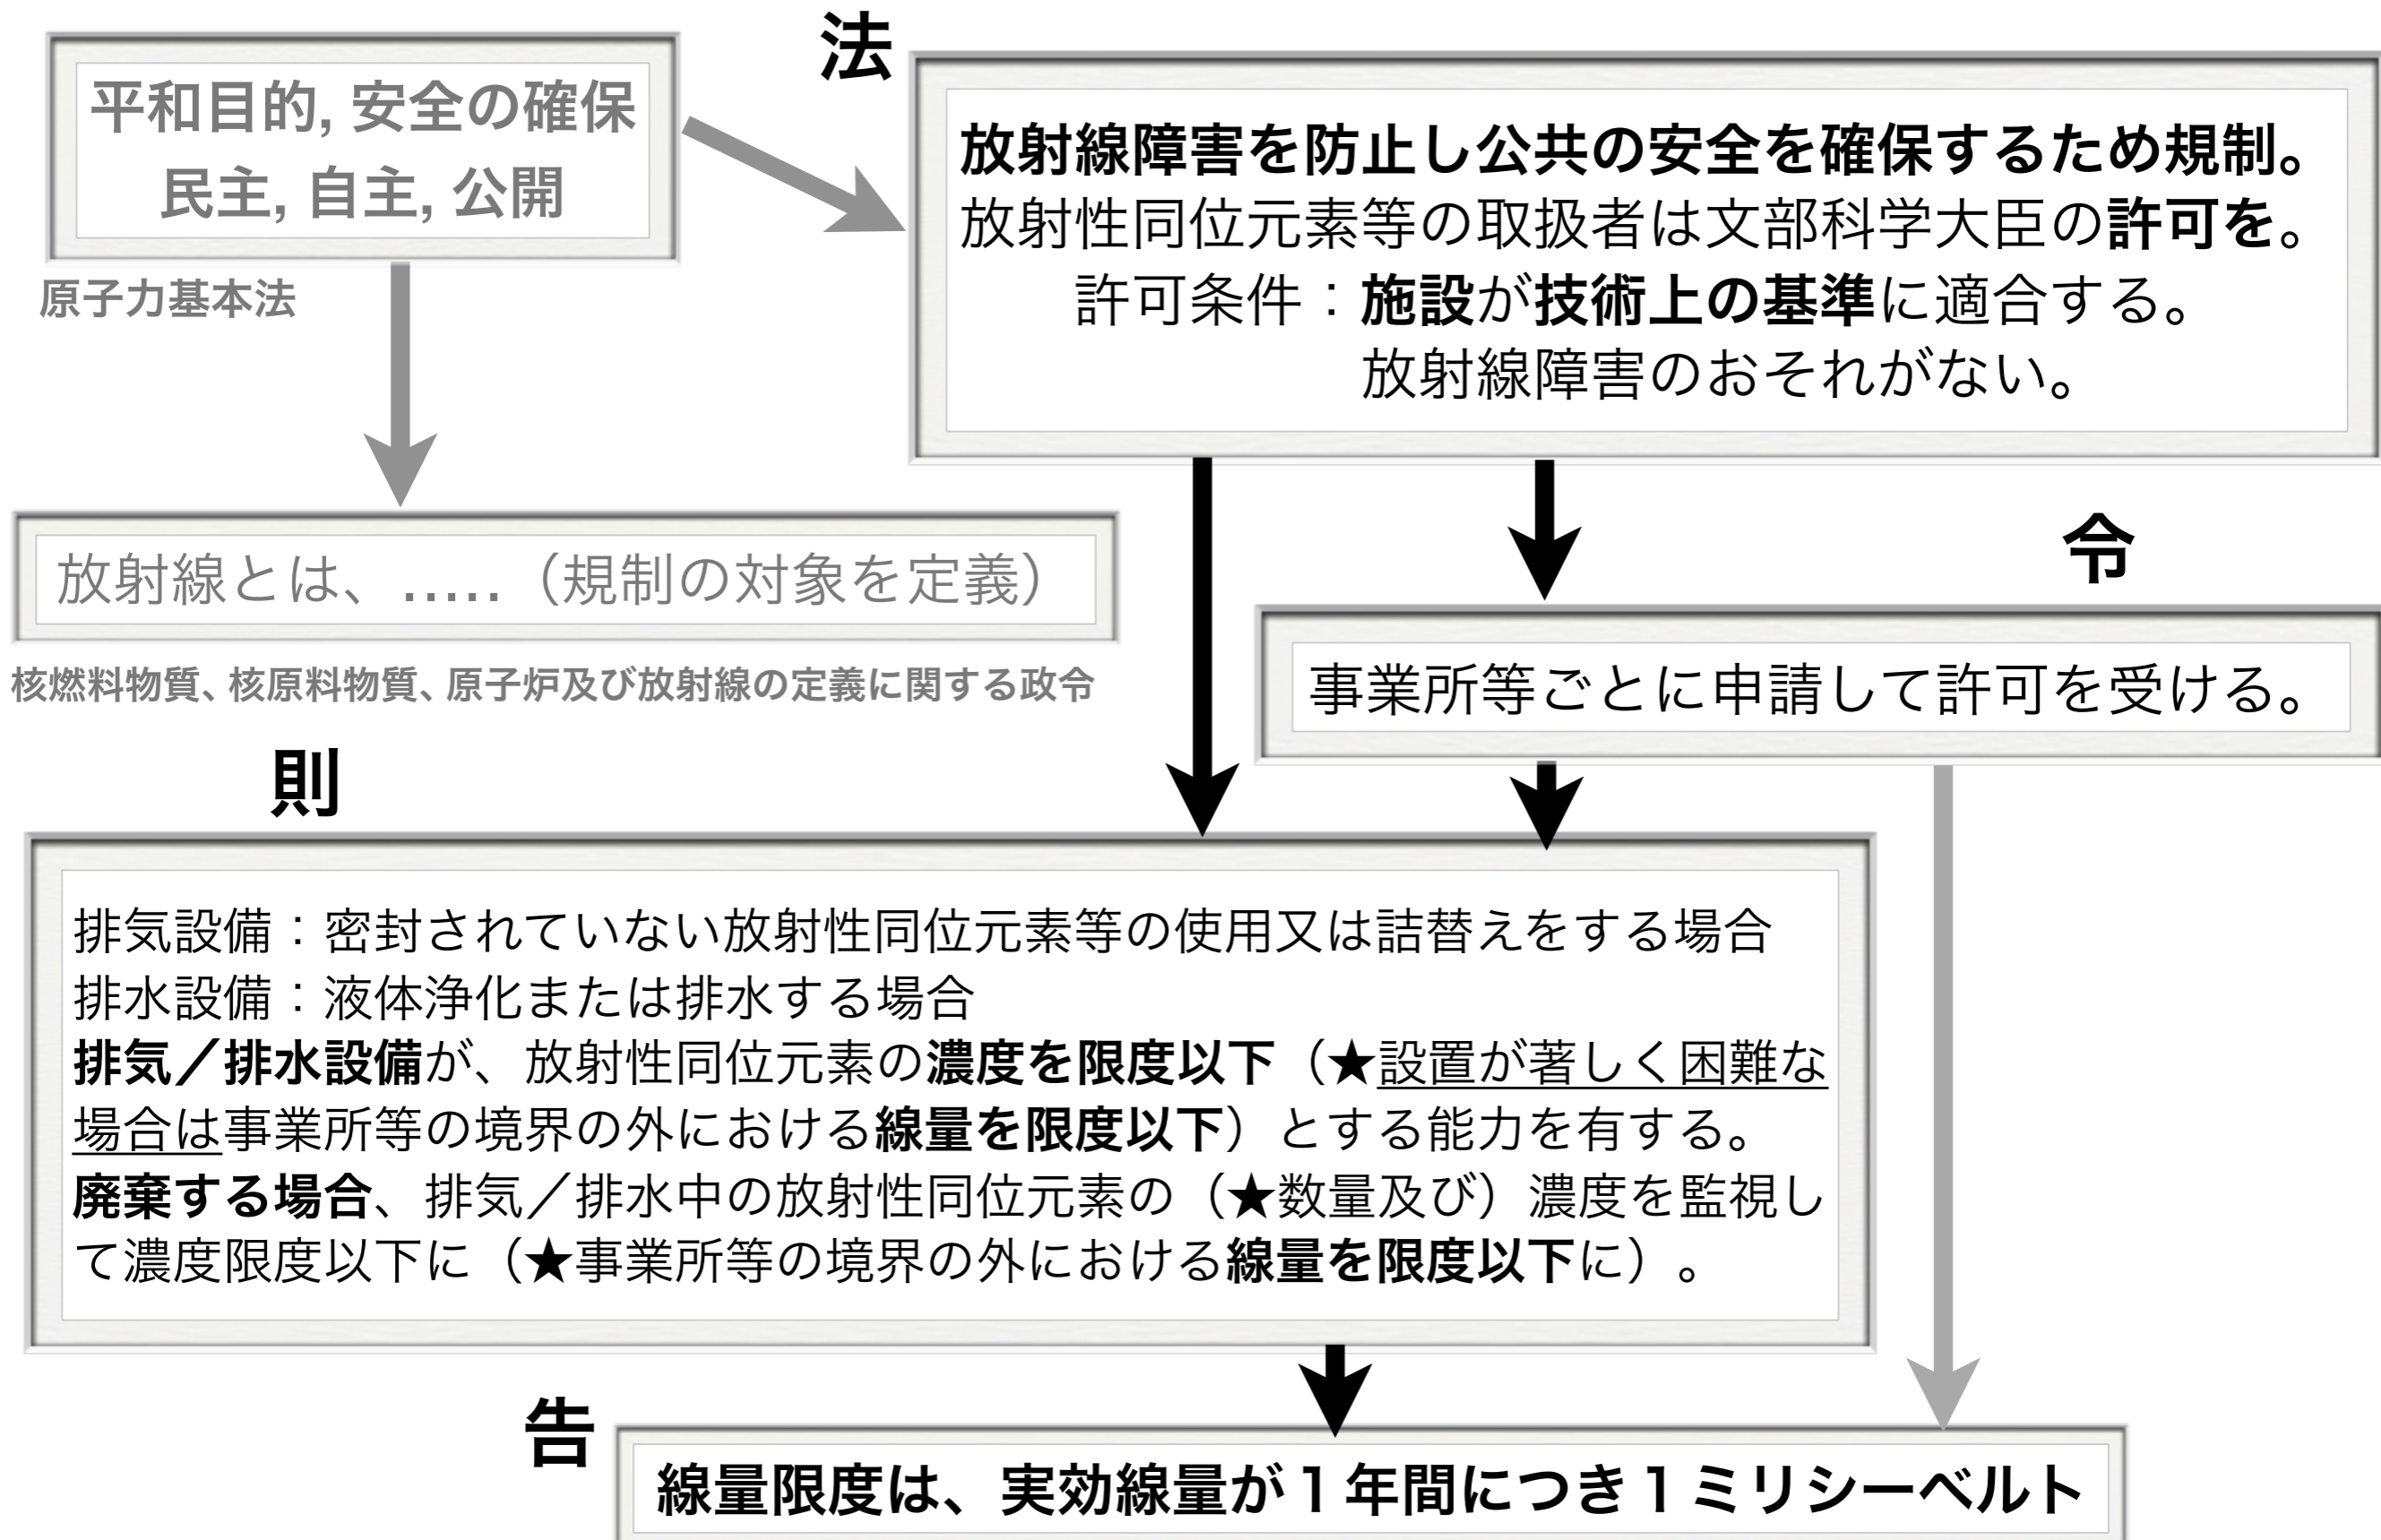 法
平和目的, 安全の確保
民主, 自主, 公開
原子力基本法
放射線障害を防止し公共の安全を確保するため規制。
放射性同位元素等の取扱者は文部科学大臣の許可を。
許可条件：施設が技術上の基準に適合する。
放射線障害のおそれがない。
放射線とは、.....（規制の対象を定義）
核燃料物質、核原料物質、原子炉及び放射線の定義に関する政令
令
事業所等ごとに申請して許可を受ける。
則
排気設備：密封されていない放射性同位元素等の使用又は詰替えをする場合
排水設備：液体浄化または排水する場合
排気／排水設備が、放射性同位元素の濃度を限度以下（★設置が著しく困難な
場合は事業所等の境界の外における線量を限度以下）とする能力を有する。
廃棄する場合、排気／排水中の放射性同位元素の（★数量及び）濃度を監視し
て濃度限度以下に（★事業所等の境界の外における線量を限度以下に）。
告
線量限度は、実効線量が１年間につき１ミリシーベルト